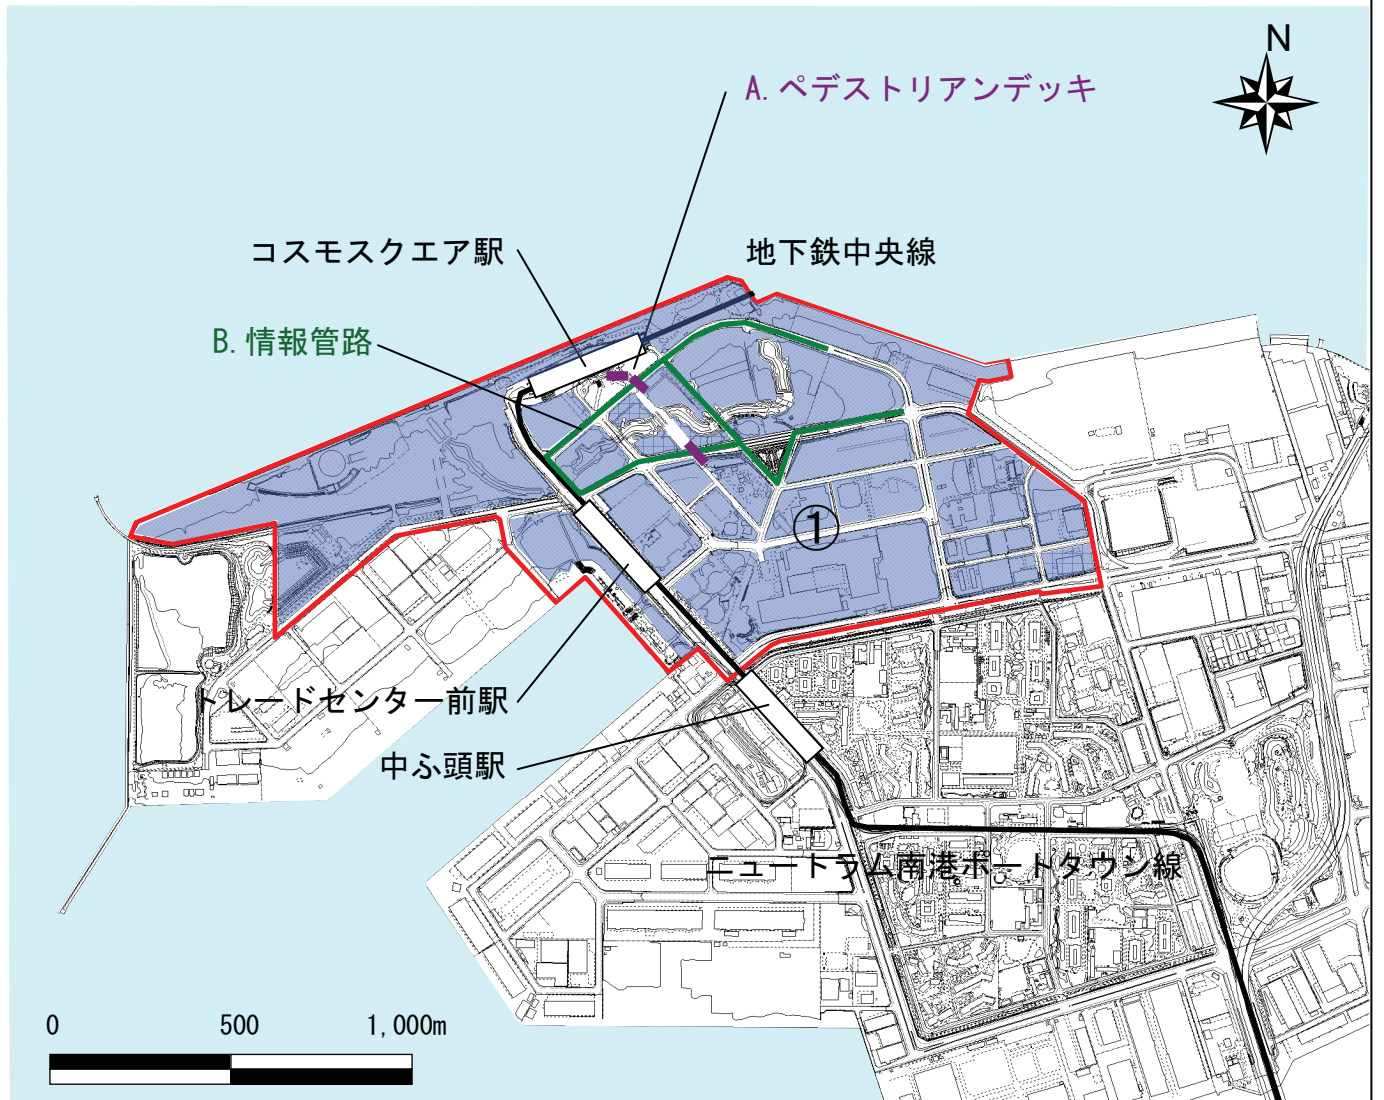 N
A.ペデストリアンデッキ
コスモスクエア駅
地下鉄中央線
B.情報管路
①
トレードセンター前駅
中ふ頭駅
ニュートラム南港ポートタウン線
0 500 1,000m